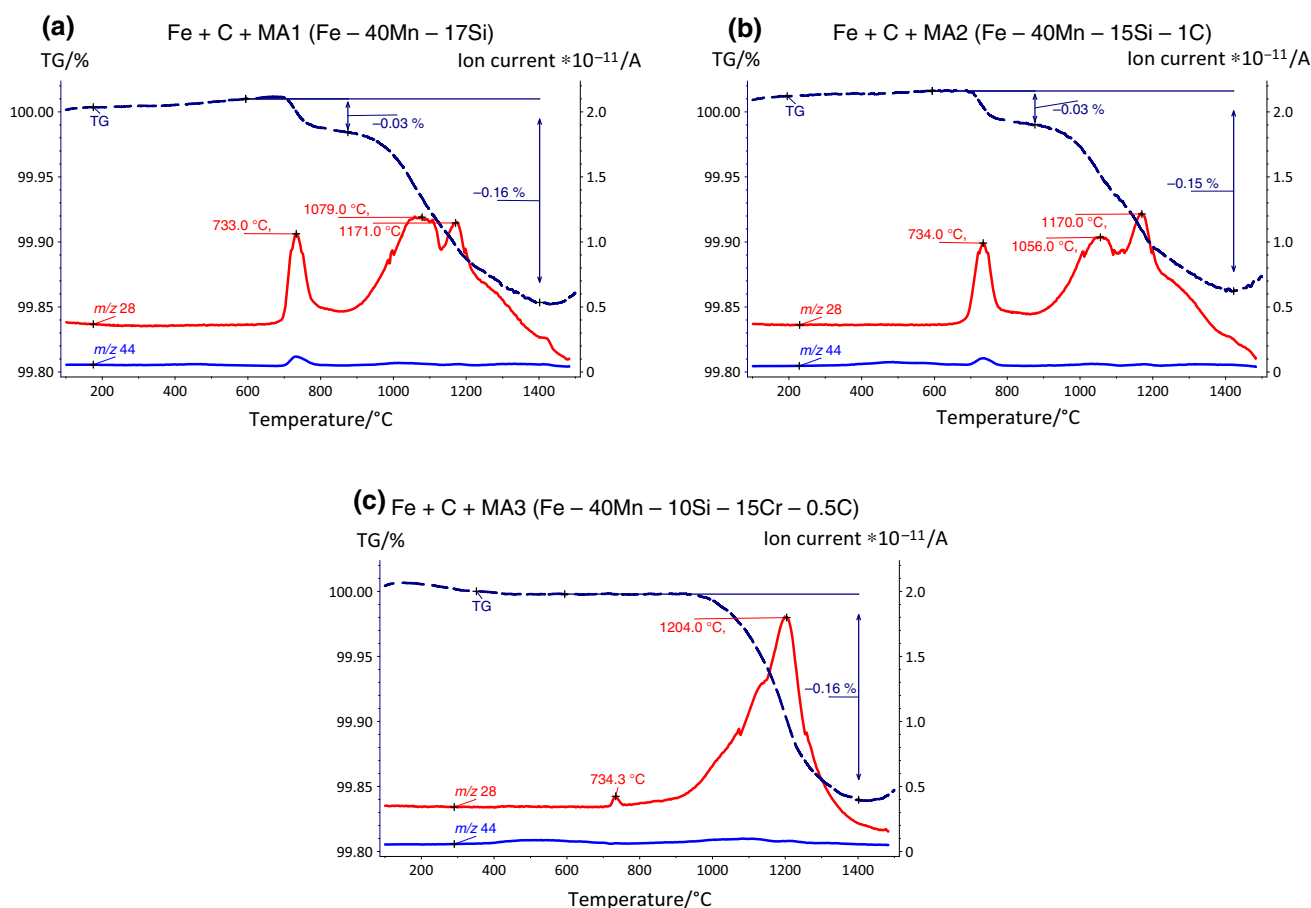 (a)
Fe + C + MA1 (Fe – 40Mn – 17Si)
TG/%
Ion current *10⁻¹¹/A
100.00
99.95
99.90
99.85
99.80
2.0
1.5
1.0
0.5
0
TG
–0.03 %
–0.16 %
733.0 °C,
1079.0 °C,
1171.0 °C,
m/z 28
m/z 44
200 400 600 800 1000 1200 1400
Temperature/°C
(b)
Fe + C + MA2 (Fe – 40Mn – 15Si – 1C)
TG/%
Ion current *10⁻¹¹/A
100.00
99.95
99.90
99.85
99.80
2.0
1.5
1.0
0.5
0
TG
–0.03 %
–0.15 %
734.0 °C,
1170.0 °C,
1056.0 °C,
m/z 28
m/z 44
200 400 600 800 1000 1200 1400
Temperature/°C
(c)
Fe + C + MA3 (Fe – 40Mn – 10Si – 15Cr – 0.5C)
TG/%
Ion current *10⁻¹¹/A
100.00
99.95
99.90
99.85
99.80
2.0
1.5
1.0
0.5
0
TG
1204.0 °C,
–0.16 %
734.3 °C
m/z 28
m/z 44
200 400 600 800 1000 1200 1400
Temperature/°C